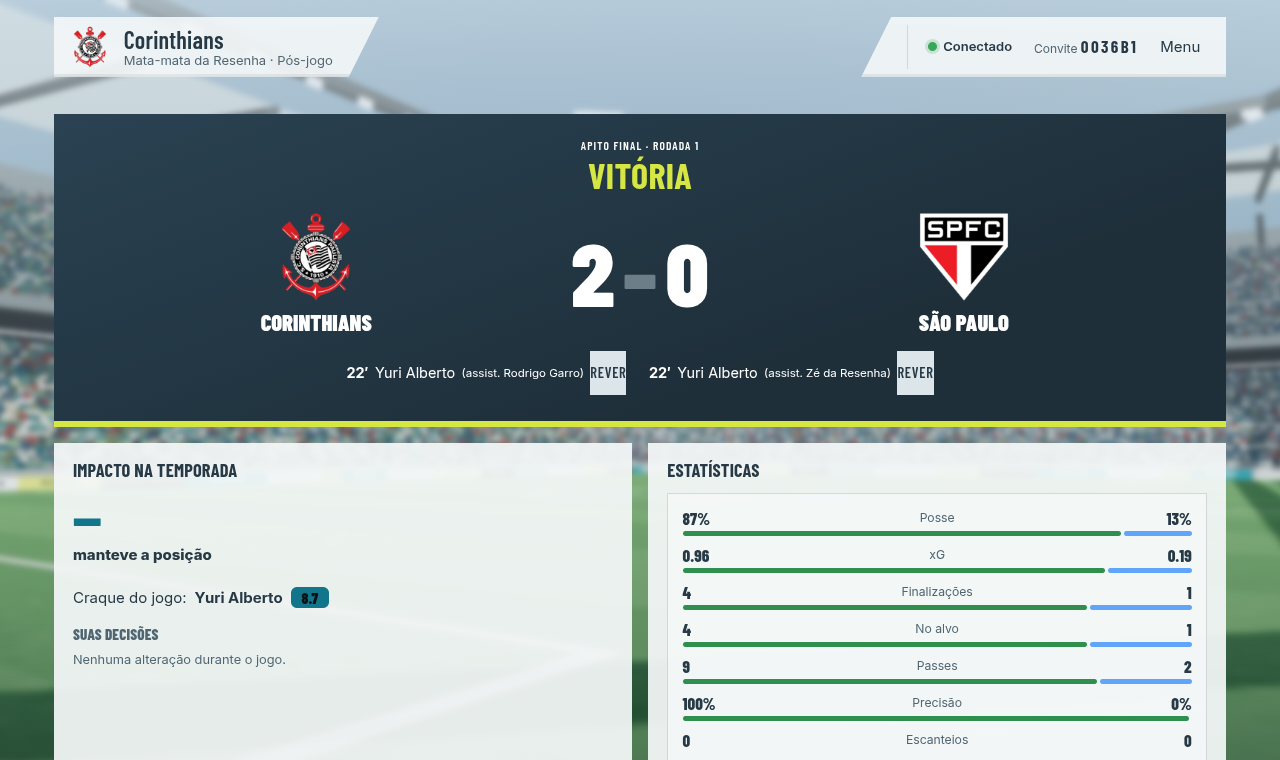 Corinthians
Mata-mata da Resenha · Pós-jogo
Conectado
Convite 0036B1
Menu
APITO FINAL · RODADA 1
VITÓRIA
SPFC
2 – 0
CORINTHIANS
SÃO PAULO
22′ Yuri Alberto (assist. Rodrigo Garro) REVER
22′ Yuri Alberto (assist. Zé da Resenha) REVER
IMPACTO NA TEMPORADA
–
manteve a posição
Craque do jogo: Yuri Alberto 8.7
SUAS DECISÕES
Nenhuma alteração durante o jogo.
ESTATÍSTICAS
87% Posse 13%
0.96 xG 0.19
4 Finalizações 1
4 No alvo 1
9 Passes 2
100% Precisão 0%
0 Escanteios 0